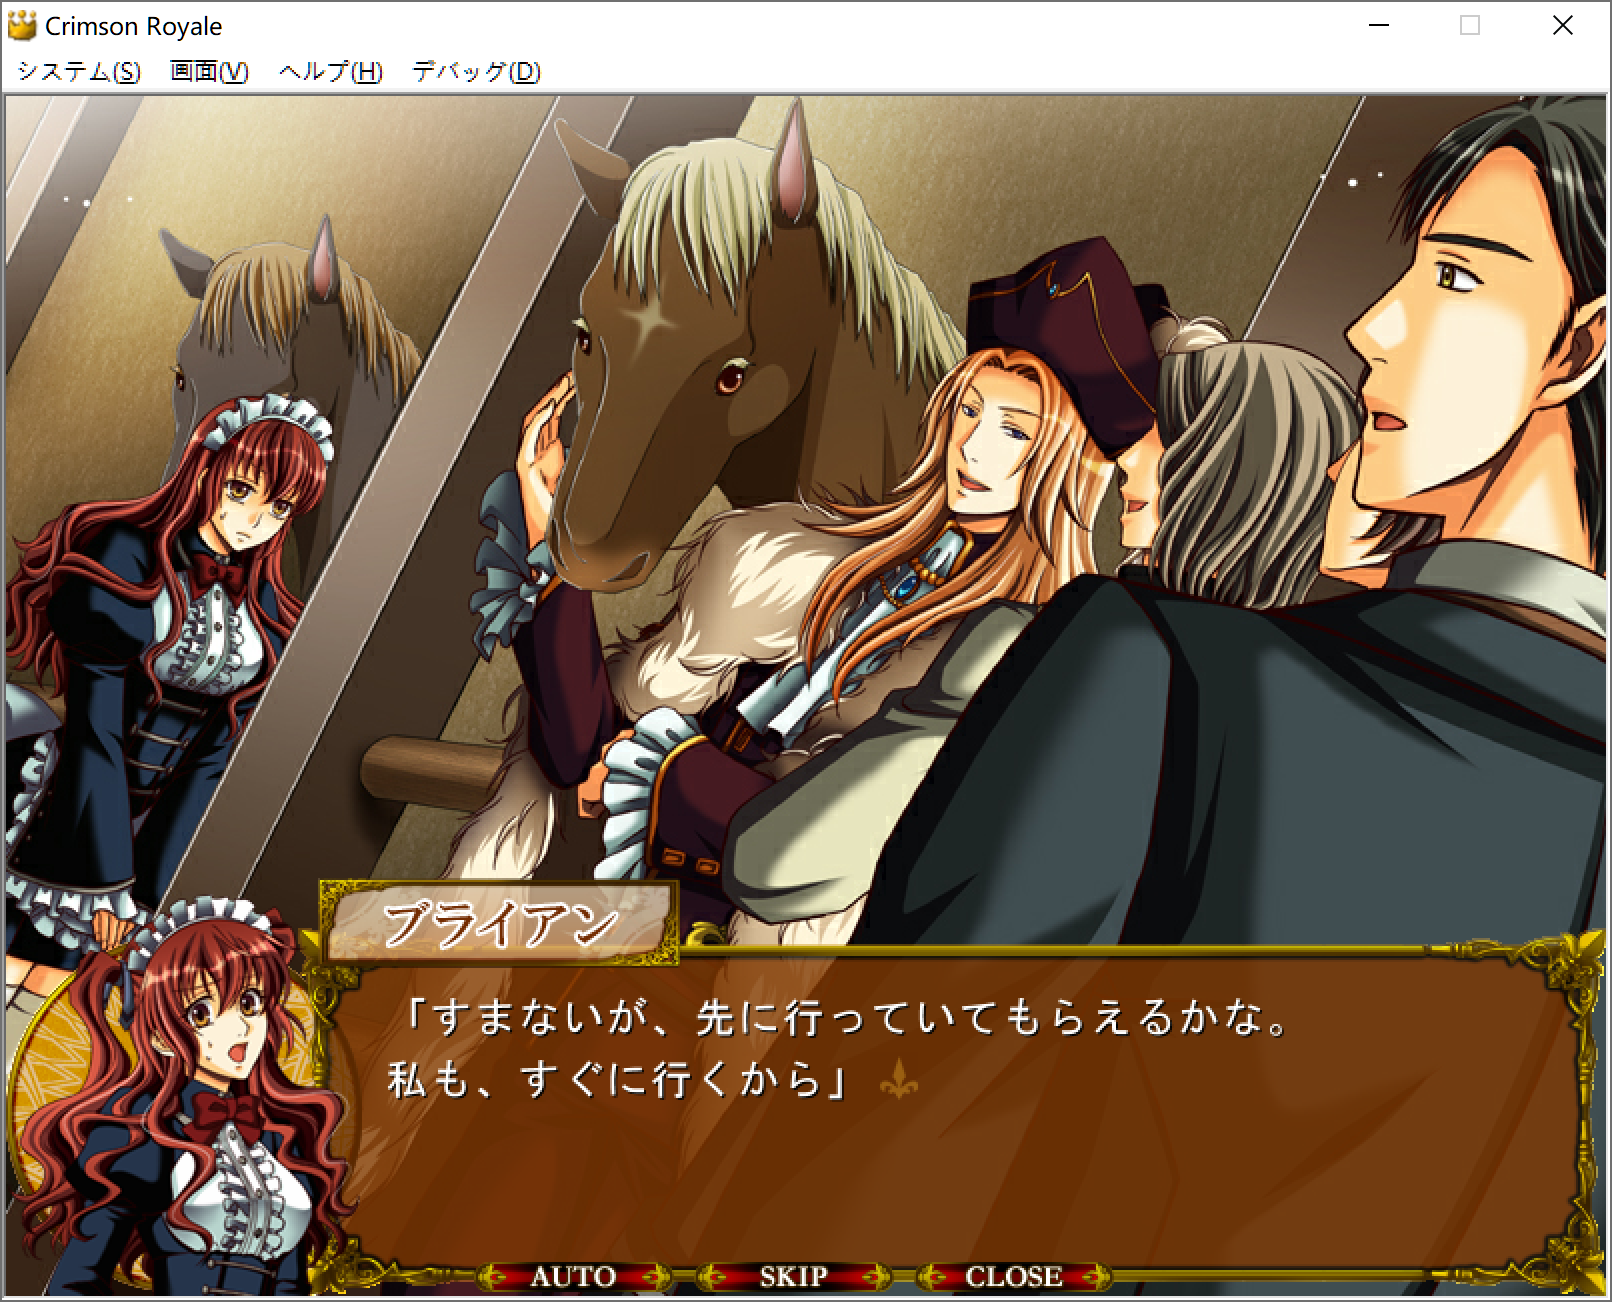 Crimson Royale
システム(S) 画面(V) ヘルプ(H) デバッグ(D)
ブライアン
「すまないが、先に行っていてもらえるかな。
私も、すぐに行くから」
AUTO SKIP CLOSE